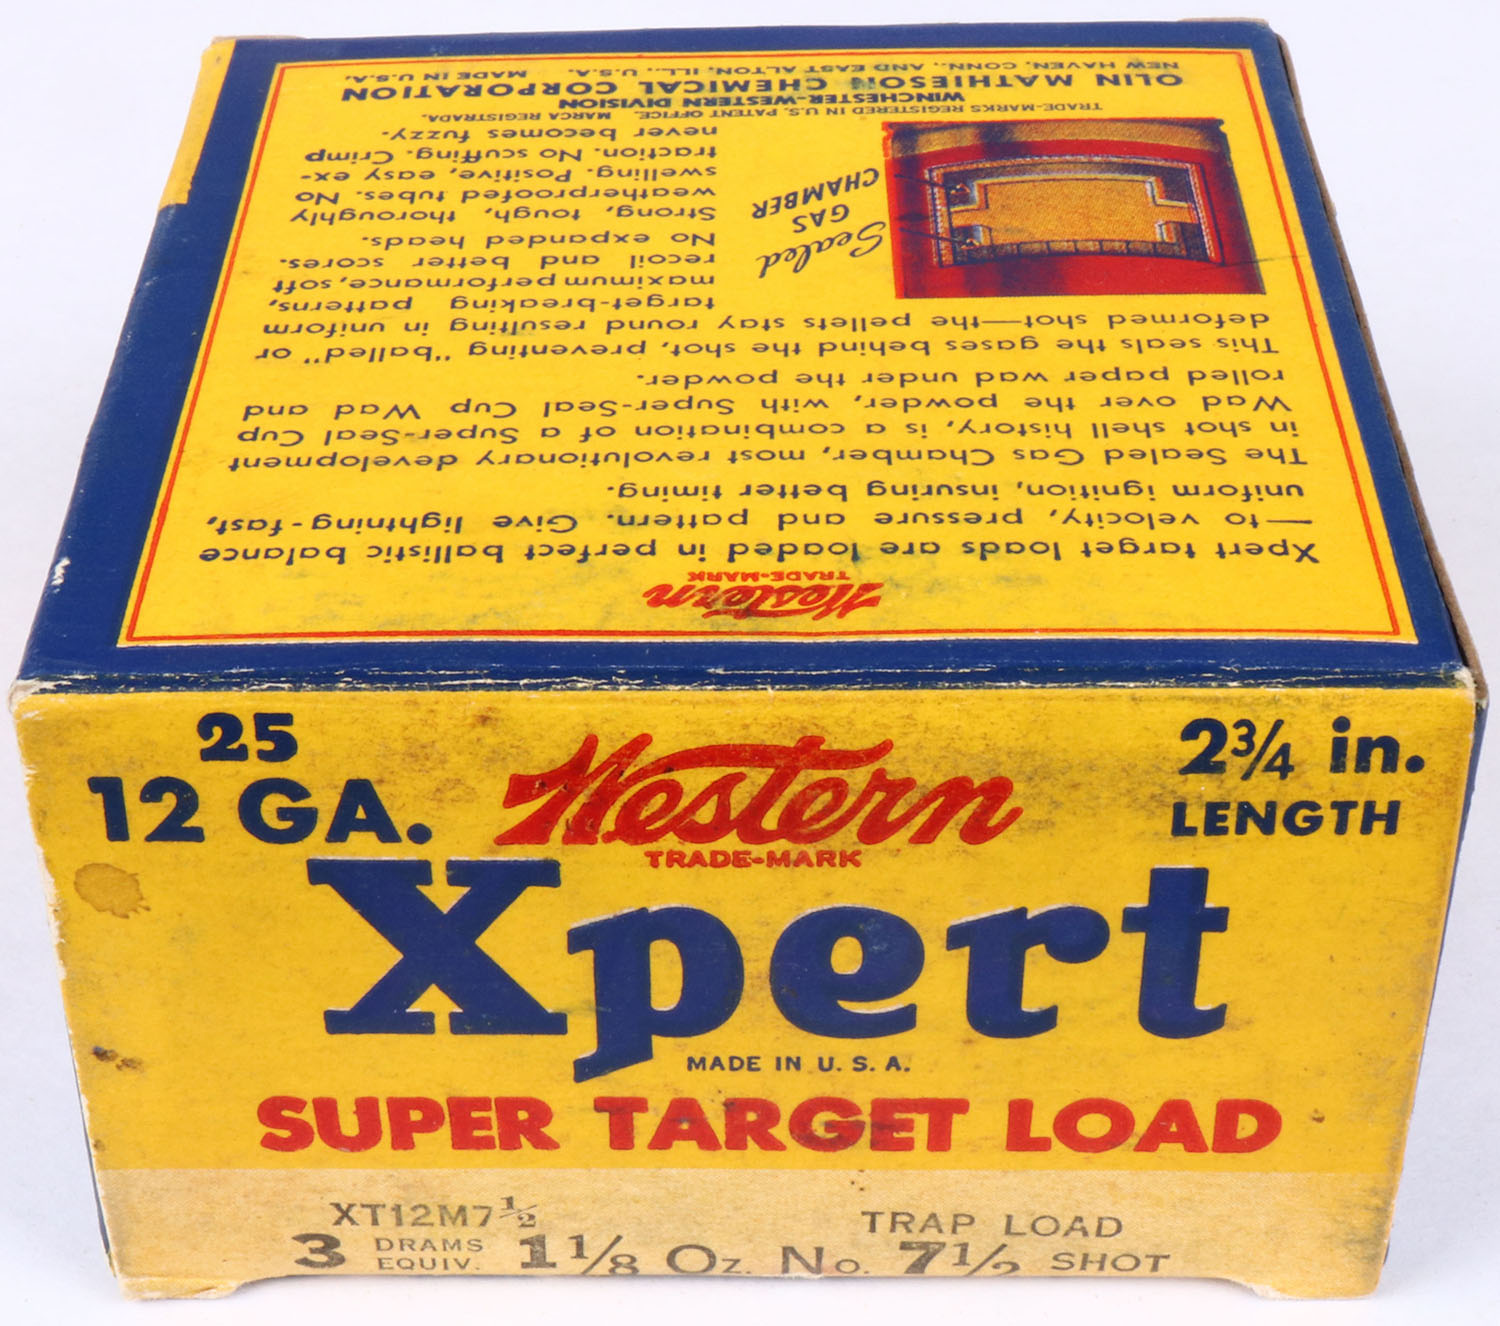 Western
TRADE-MARK
Xpert target loads are loaded in perfect ballistic balance
—to velocity, pressure and pattern. Give lightning-fast,
uniform ignition, insuring better timing.
The Sealed Gas Chamber, most revolutionary development
in shot shell history, is a combination of a Super-Seal Cup
Wad over the powder, with Super-Seal Cup Wad and
rolled paper wad under the powder.
This seals the gases behind the shot, preventing "balled" or
deformed shot—the pellets stay round resulting in uniform
target-breaking patterns,
maximum performance, soft
recoil and better scores.
No expanded heads.
Strong, tough, thoroughly
weatherproofed tubes. No
swelling. Positive, easy ex-
traction. No scuffing. Crimp
never becomes fuzzy.
Sealed
GAS
CHAMBER
TRADE-MARKS REGISTERED IN U.S. PATENT OFFICE. MARCA REGISTRADA.
WINCHESTER-WESTERN DIVISION
OLIN MATHIESON CHEMICAL CORPORATION
NEW HAVEN, CONN., AND EAST ALTON, ILL., U.S.A. MADE IN U.S.A.
25
12 GA.
Western
TRADE-MARK
2¾ in.
LENGTH
Xpert
MADE IN U. S. A.
SUPER TARGET LOAD
XT12M7½ TRAP LOAD
3 DRAMS EQUIV. 1⅛ Oz. No. 7½ SHOT